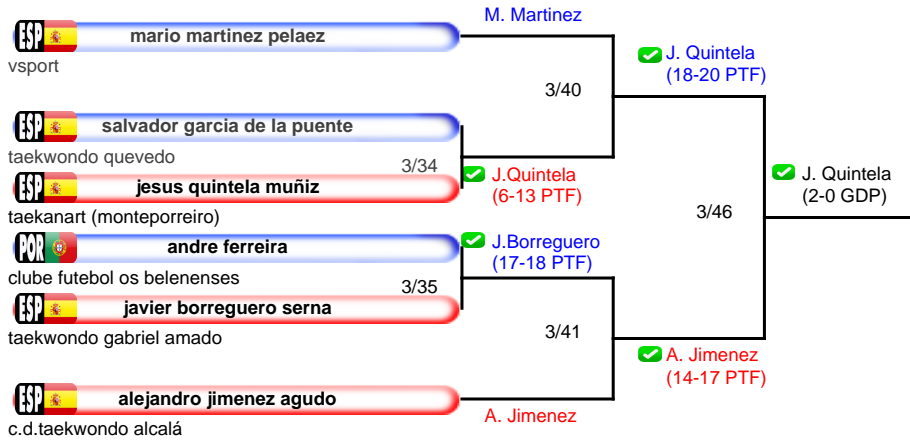 M. Martinez
ESP mario martinez pelaez
vsport
J. Quintela
(18-20 PTF)
3/40
ESP salvador garcia de la puente
taekwondo quevedo
3/34
J.Quintela
(6-13 PTF)
ESP jesus quintela muñiz
taekanart (monteporreiro)
J. Quintela
(2-0 GDP)
3/46
POR andre ferreira
clube futebol os belenenses
J.Borreguero
(17-18 PTF)
3/35
ESP javier borreguero serna
taekwondo gabriel amado
3/41
A. Jimenez
(14-17 PTF)
ESP alejandro jimenez agudo
c.d.taekwondo alcalá
A. Jimenez